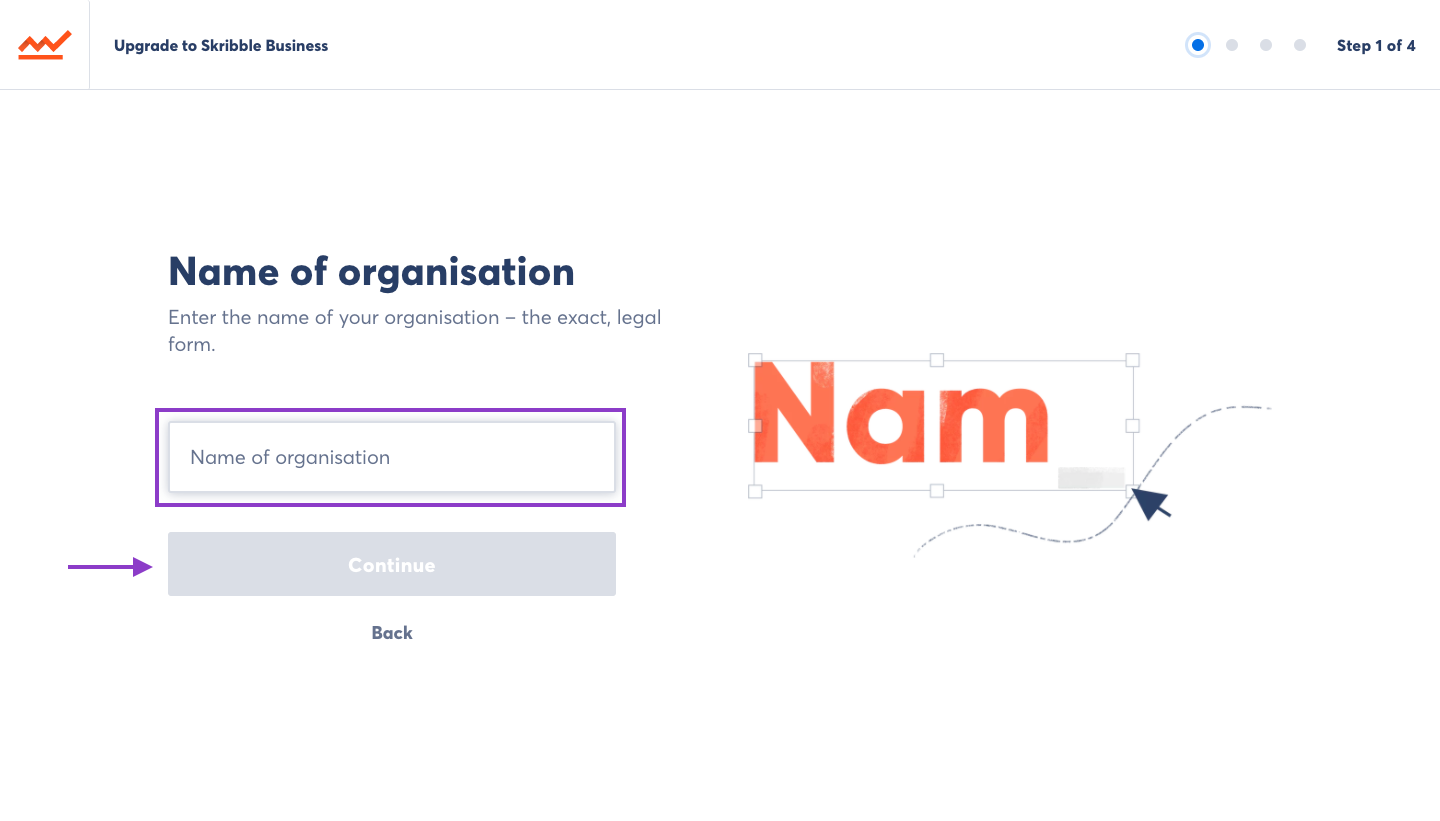 Upgrade to Skribble Business
Step 1 of 4
Name of organisation
Enter the name of your organisation – the exact, legal
form.
Name of organisation
Continue
Back
Nam